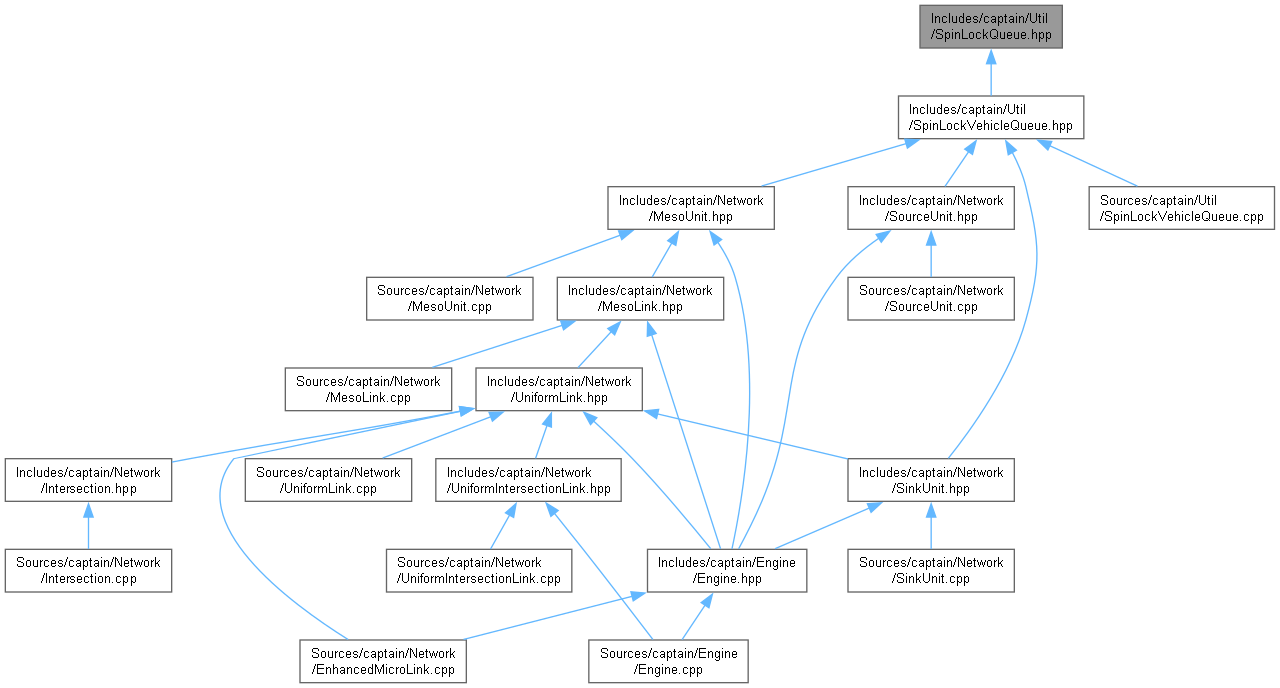 Includes/captain/Util
/SpinLockQueue.hpp
Includes/captain/Util
/SpinLockVehicleQueue.hpp
Includes/captain/Network
/MesoUnit.hpp
Includes/captain/Network
/SourceUnit.hpp
Sources/captain/Util
/SpinLockVehicleQueue.cpp
Sources/captain/Network
/MesoUnit.cpp
Includes/captain/Network
/MesoLink.hpp
Sources/captain/Network
/SourceUnit.cpp
Sources/captain/Network
/MesoLink.cpp
Includes/captain/Network
/UniformLink.hpp
Includes/captain/Network
/Intersection.hpp
Sources/captain/Network
/UniformLink.cpp
Includes/captain/Network
/UniformIntersectionLink.hpp
Includes/captain/Network
/SinkUnit.hpp
Sources/captain/Network
/Intersection.cpp
Sources/captain/Network
/UniformIntersectionLink.cpp
Includes/captain/Engine
/Engine.hpp
Sources/captain/Network
/SinkUnit.cpp
Sources/captain/Network
/EnhancedMicroLink.cpp
Sources/captain/Engine
/Engine.cpp